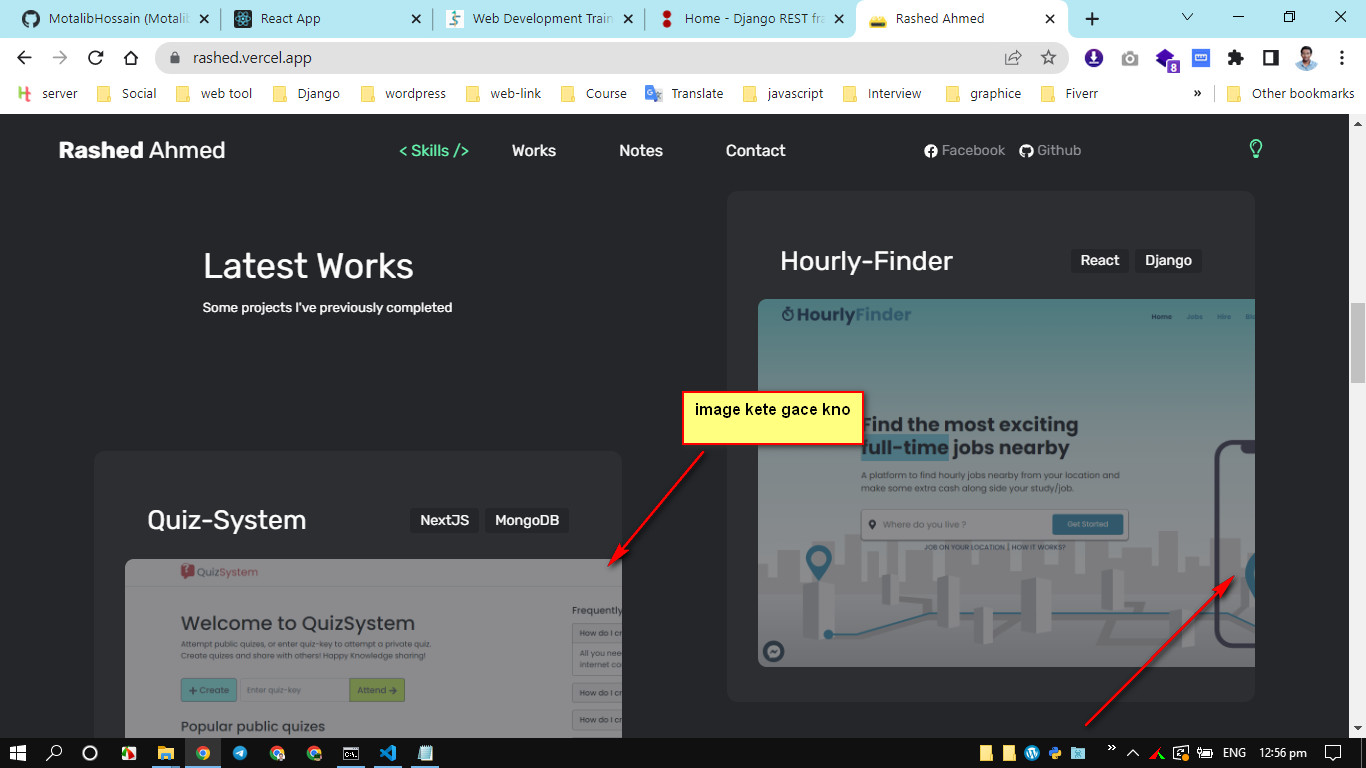 MotalibHossain (Motalib
React App
Web Development Train
Home - Django REST fra
Rashed Ahmed
rashed.vercel.app
8
server
Social
web tool
Django
wordpress
web-link
Course
Translate
javascript
Interview
graphice
Fiverr
»
Other bookmarks
Rashed Ahmed
< Skills />
Works
Notes
Contact
Facebook
Github
Latest Works
Some projects I've previously completed
Hourly-Finder
React
Django
HourlyFinder
Home
Jobs
Hire
image kete gace kno
Find the most exciting
full-time jobs nearby
A platform to find hourly jobs nearby from your location and
make some extra cash along side your study/job.
Where do you live ?
Get Started
JOB ON YOUR LOCATION | HOW IT WORKS?
Quiz-System
NextJS
MongoDB
QuizSystem
Welcome to QuizSystem
Attempt public quizes, or enter quiz-key to attempt a private quiz.
Create quizes and share with others! Happy Knowledge sharing!
+ Create
Enter quiz-key
Attend →
Popular public quizes
Frequently
How do I cr
All you nee
internet co
How do I cr
How do I cr
ENG
12:56 pm